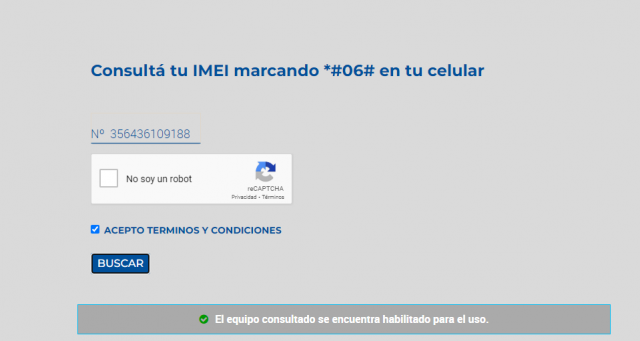 Consultá tu IMEI marcando *#06# en tu celular
Nº 356436109188
No soy un robot
reCAPTCHA
Privacidad - Términos
ACEPTO TERMINOS Y CONDICIONES
BUSCAR
El equipo consultado se encuentra habilitado para el uso.